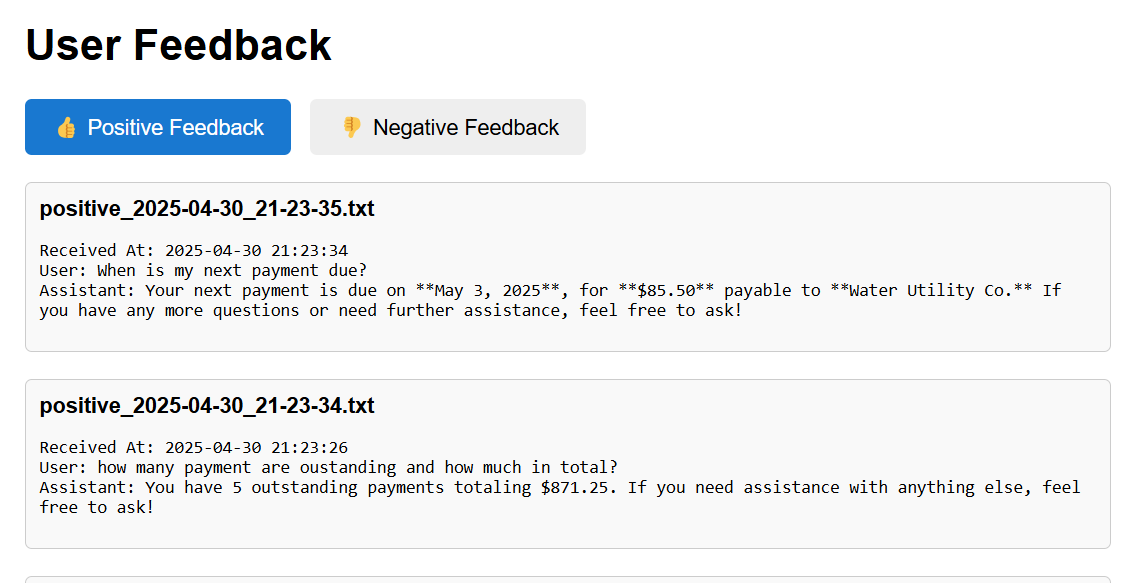 User Feedback
👍 Positive Feedback
👎 Negative Feedback
positive_2025-04-30_21-23-35.txt
Received At: 2025-04-30 21:23:34
User: When is my next payment due?
Assistant: Your next payment is due on **May 3, 2025**, for **$85.50** payable to **Water Utility Co.** If
you have any more questions or need further assistance, feel free to ask!
positive_2025-04-30_21-23-34.txt
Received At: 2025-04-30 21:23:26
User: how many payment are oustanding and how much in total?
Assistant: You have 5 outstanding payments totaling $871.25. If you need assistance with anything else, feel
free to ask!